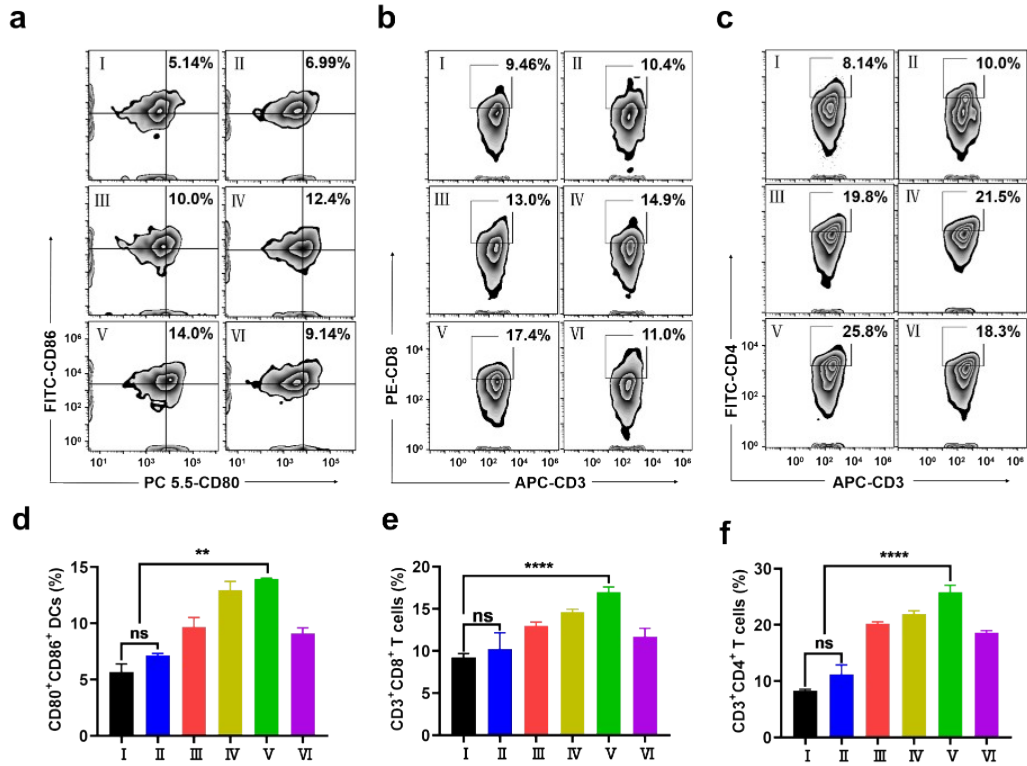 a
b
c
I 5.14%
II 6.99%
III 10.0%
IV 12.4%
V 14.0%
VI 9.14%
10⁶
10⁴
10²
10⁰
10¹ 10³ 10⁵ 10¹ 10³ 10⁵
FITC-CD86
PC 5.5-CD80
I 9.46%
II 10.4%
III 13.0%
IV 14.9%
V 17.4%
VI 11.0%
10⁴
10²
10⁰
10⁰ 10² 10⁴ 10⁶ 10⁰ 10² 10⁴ 10⁶
PE-CD8
APC-CD3
I 8.14%
II 10.0%
III 19.8%
IV 21.5%
V 25.8%
VI 18.3%
10⁴
10²
10⁰
10⁰ 10² 10⁴ 10⁶ 10⁰ 10² 10⁴ 10⁶
FITC-CD4
APC-CD3
d
CD80⁺CD86⁺ DCs (%)
15
10
5
0
**
ns
I II III IV V VI
e
CD3⁺CD8⁺ T cells (%)
20
15
10
5
0
****
ns
I II III IV V VI
f
CD3⁺CD4⁺ T cells (%)
30
20
10
0
****
ns
I II III IV V VI